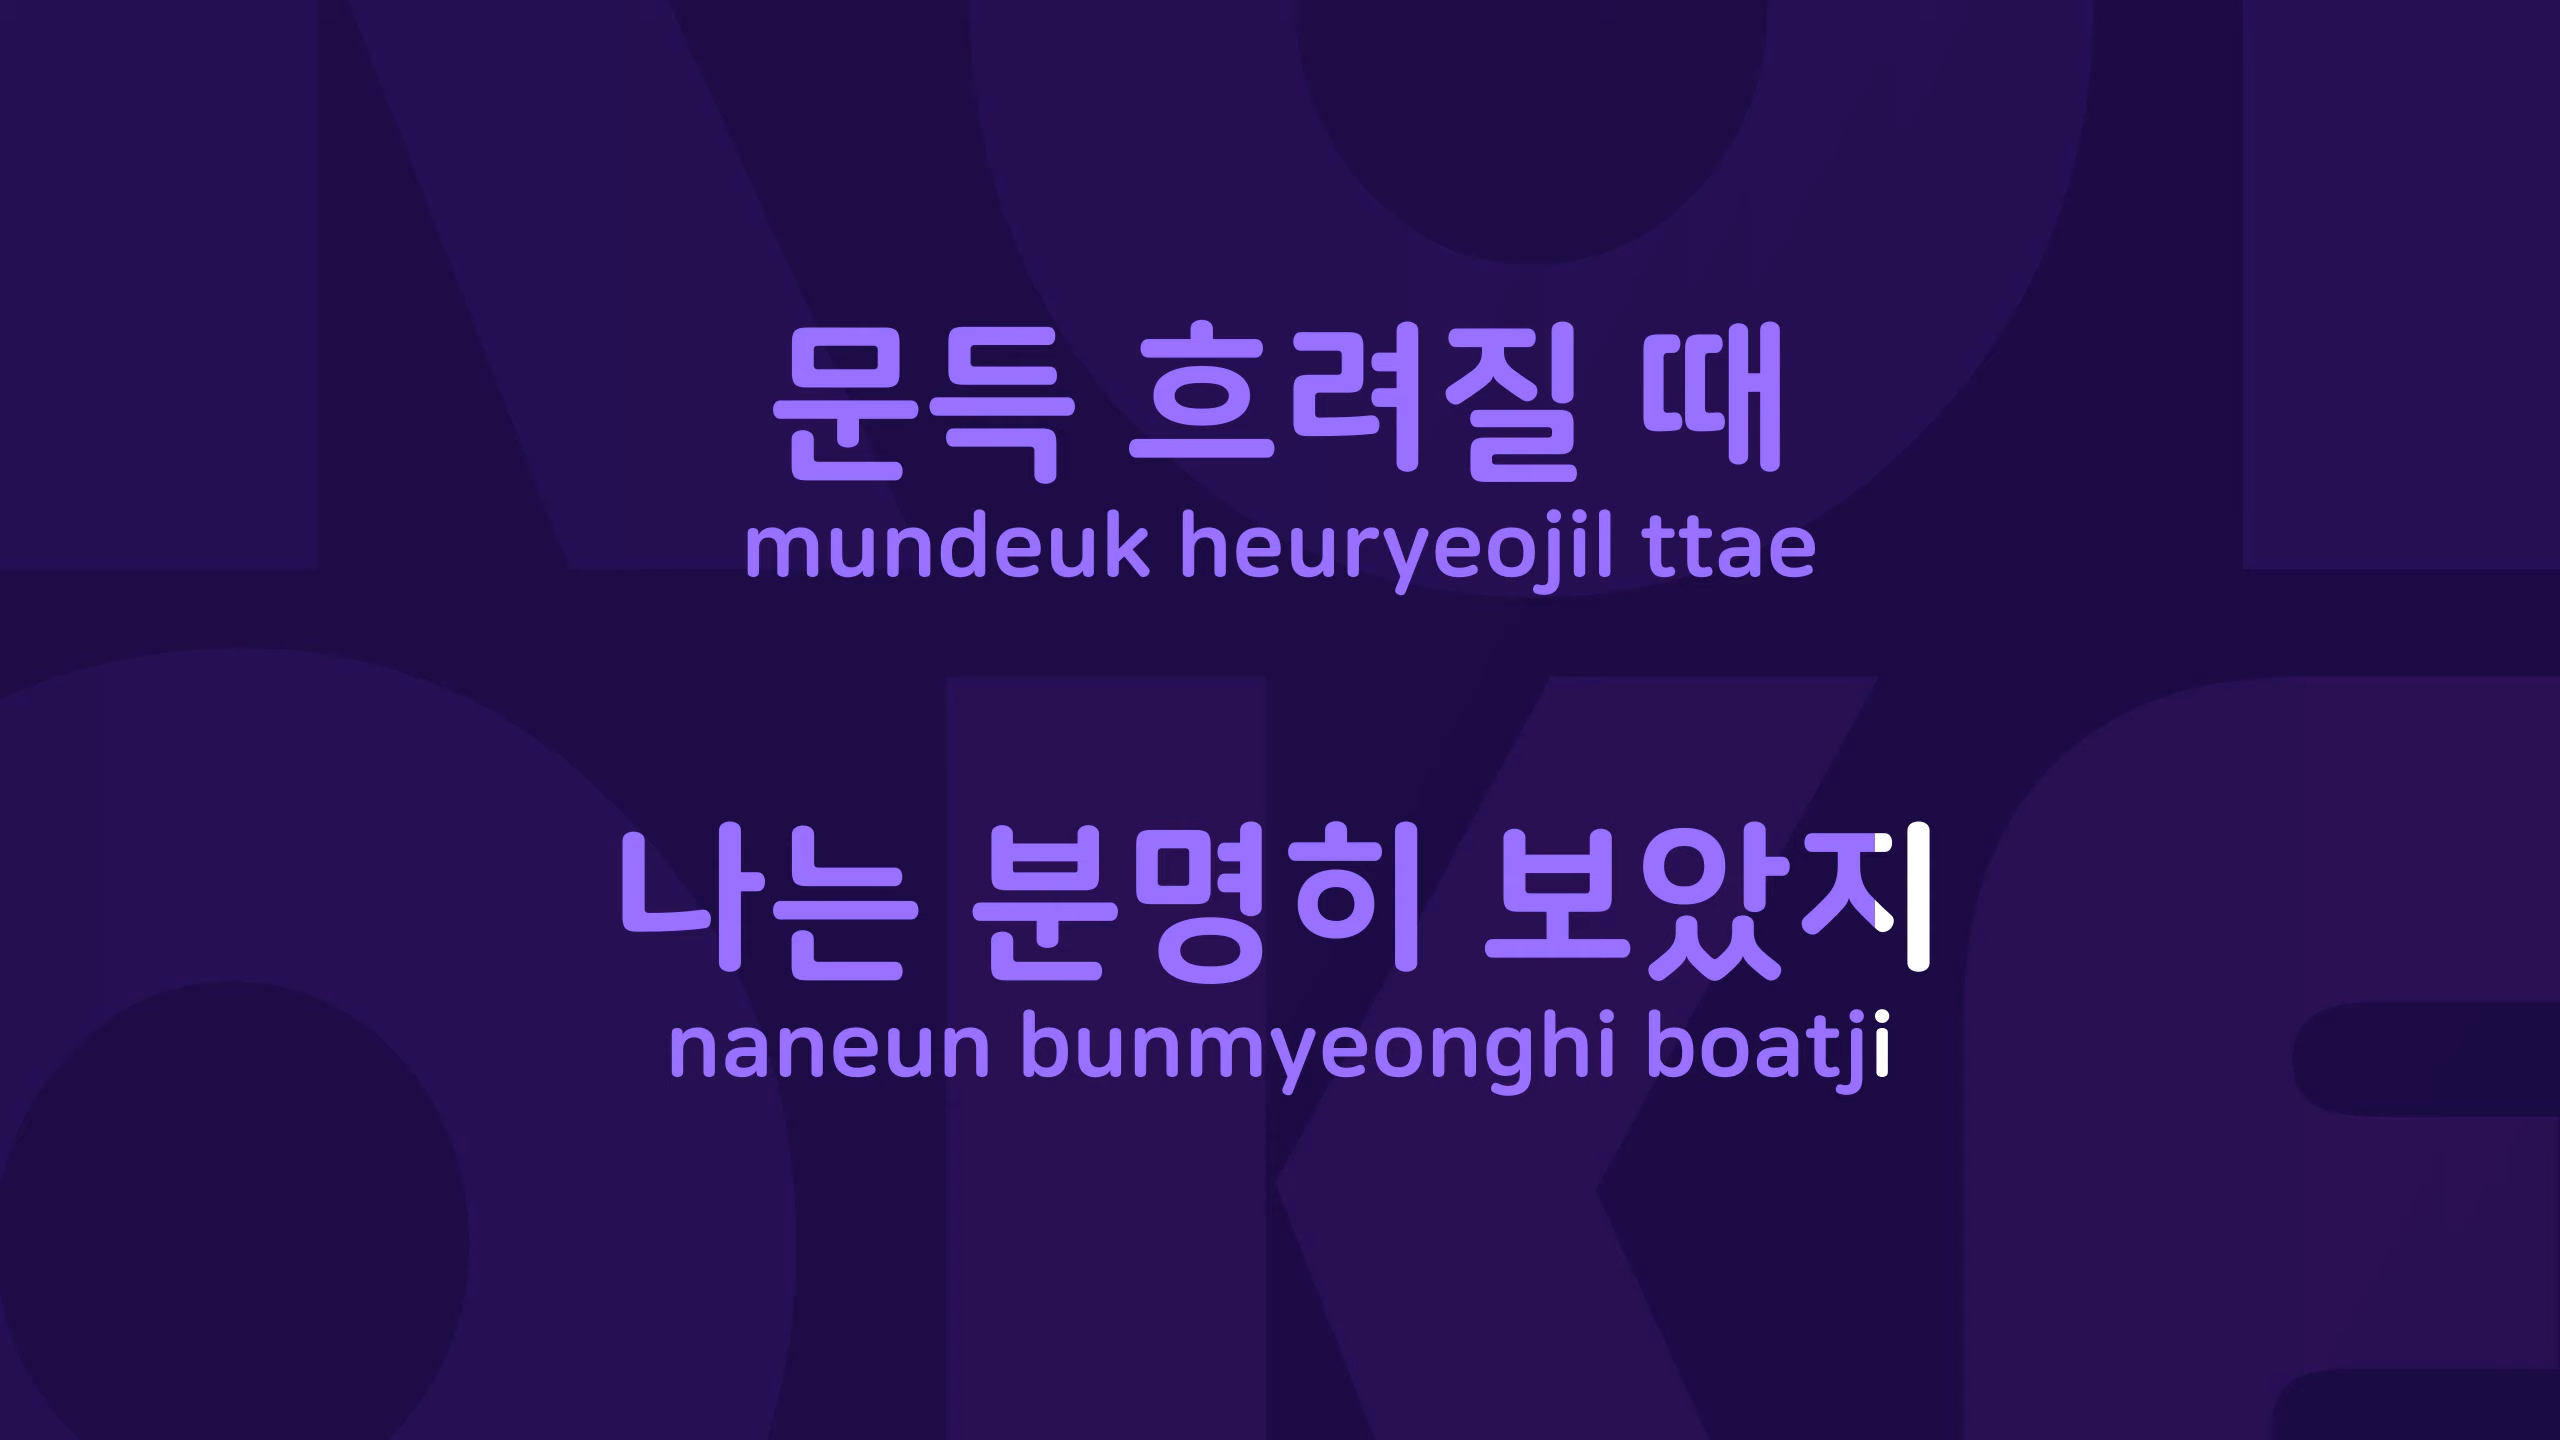 문득 흐려질 때
mundeuk heuryeojil ttae
나는 분명히 보았지
naneun bunmyeonghi boatji